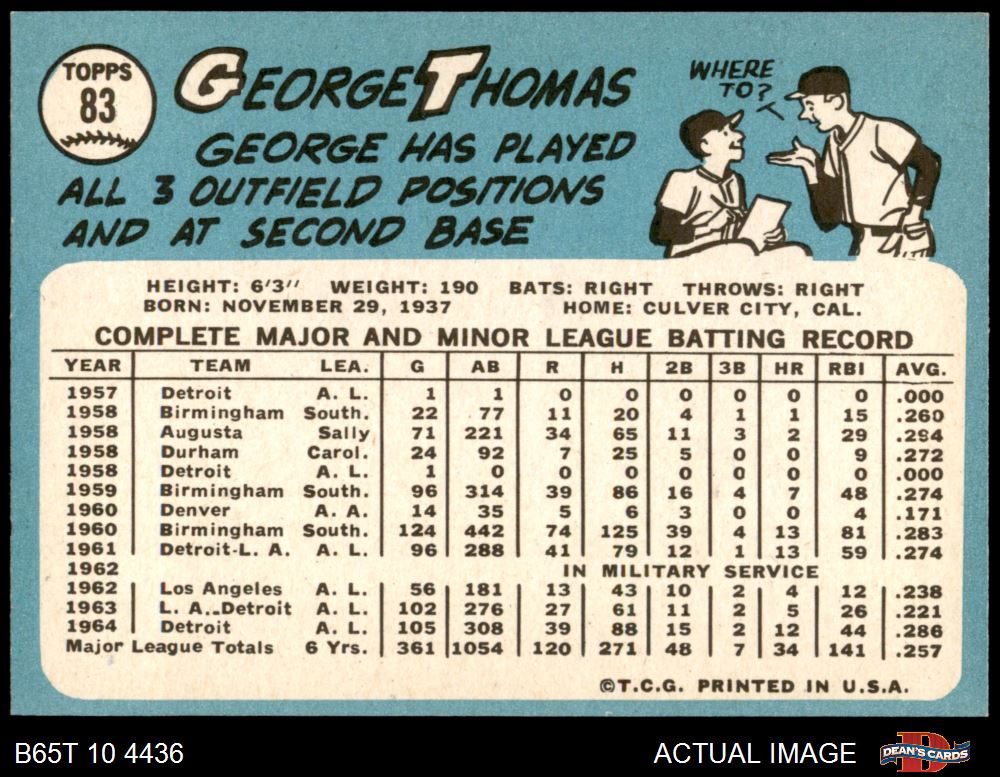 TOPPS
83
GEORGE THOMAS
GEORGE HAS PLAYED
ALL 3 OUTFIELD POSITIONS
AND AT SECOND BASE
WHERE
TO?
HEIGHT: 6'3" WEIGHT: 190 BATS: RIGHT THROWS: RIGHT
BORN: NOVEMBER 29, 1937 HOME: CULVER CITY, CAL.
COMPLETE MAJOR AND MINOR LEAGUE BATTING RECORD
YEAR TEAM LEA. G AB R H 2B 3B HR RBI AVG.
1957 Detroit A. L. 1 1 0 0 0 0 0 0 .000
1958 Birmingham South. 22 77 11 20 4 1 1 15 .260
1958 Augusta Sally 71 221 34 65 11 3 2 29 .294
1958 Durham Carol. 24 92 7 25 5 0 0 9 .272
1958 Detroit A. L. 1 0 0 0 0 0 0 0 .000
1959 Birmingham South. 96 314 39 86 16 4 7 48 .274
1960 Denver A. A. 14 35 5 6 3 0 0 4 .171
1960 Birmingham South. 124 442 74 125 39 4 13 81 .283
1961 Detroit-L. A. A. L. 96 288 41 79 12 1 13 59 .274
1962 IN MILITARY SERVICE
1962 Los Angeles A. L. 56 181 13 43 10 2 4 12 .238
1963 L. A.-Detroit A. L. 102 276 27 61 11 2 5 26 .221
1964 Detroit A. L. 105 308 39 88 15 2 12 44 .286
Major League Totals 6 Yrs. 361 1054 120 271 48 7 34 141 .257
©T.C.G. PRINTED IN U.S.A.
B65T 10 4436
ACTUAL IMAGE
DEAN'S CARDS